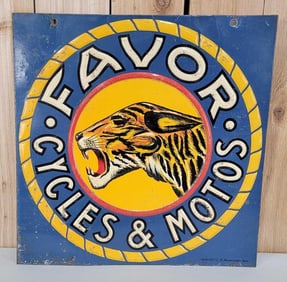 • FAVOR •
CYCLES & MOTOS